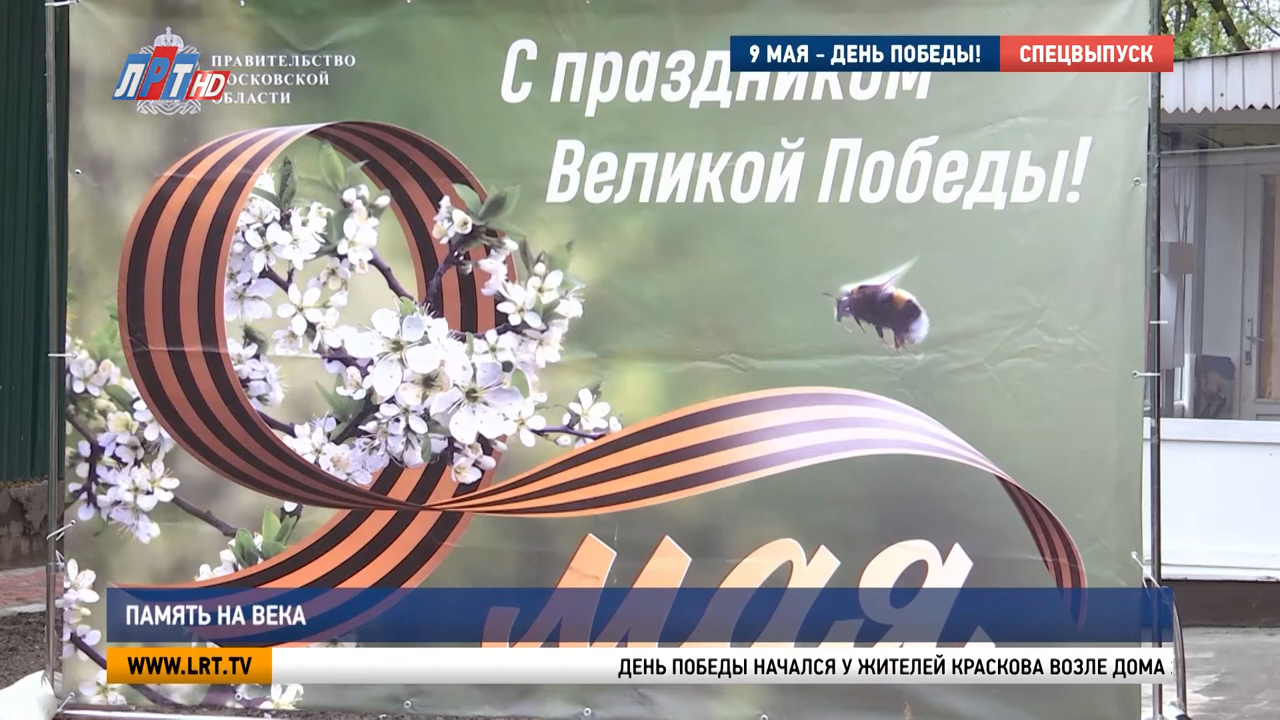 ЛРТ HD
ПРАВИТЕЛЬСТВО
МОСКОВСКОЙ
ОБЛАСТИ
9 МАЯ - ДЕНЬ ПОБЕДЫ! СПЕЦВЫПУСК
С праздником
Великой Победы!
9
мая
ПАМЯТЬ НА ВЕКА
WWW.LRT.TV ДЕНЬ ПОБЕДЫ НАЧАЛСЯ У ЖИТЕЛЕЙ КРАСКОВА ВОЗЛЕ ДОМА